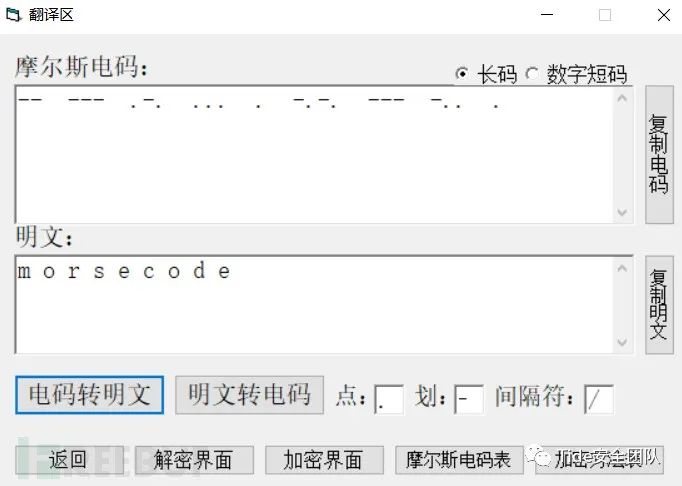 翻译区
摩尔斯电码：
长码 数字短码
-- --- .-. ... . -.-. --- -.. .
复制电码
明文：
m o r s e c o d e
复制明文
电码转明文 明文转电码 点： . 划： - 间隔符： /
返回 解密界面 加密界面 摩尔斯电码表
安全团队